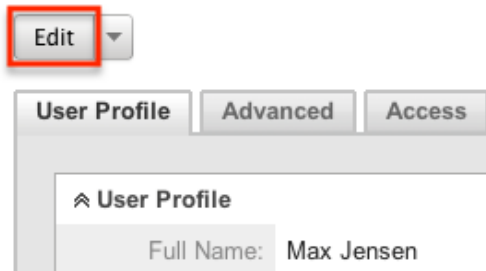 Edit
User Profile Advanced Access
User Profile
Full Name: Max Jensen